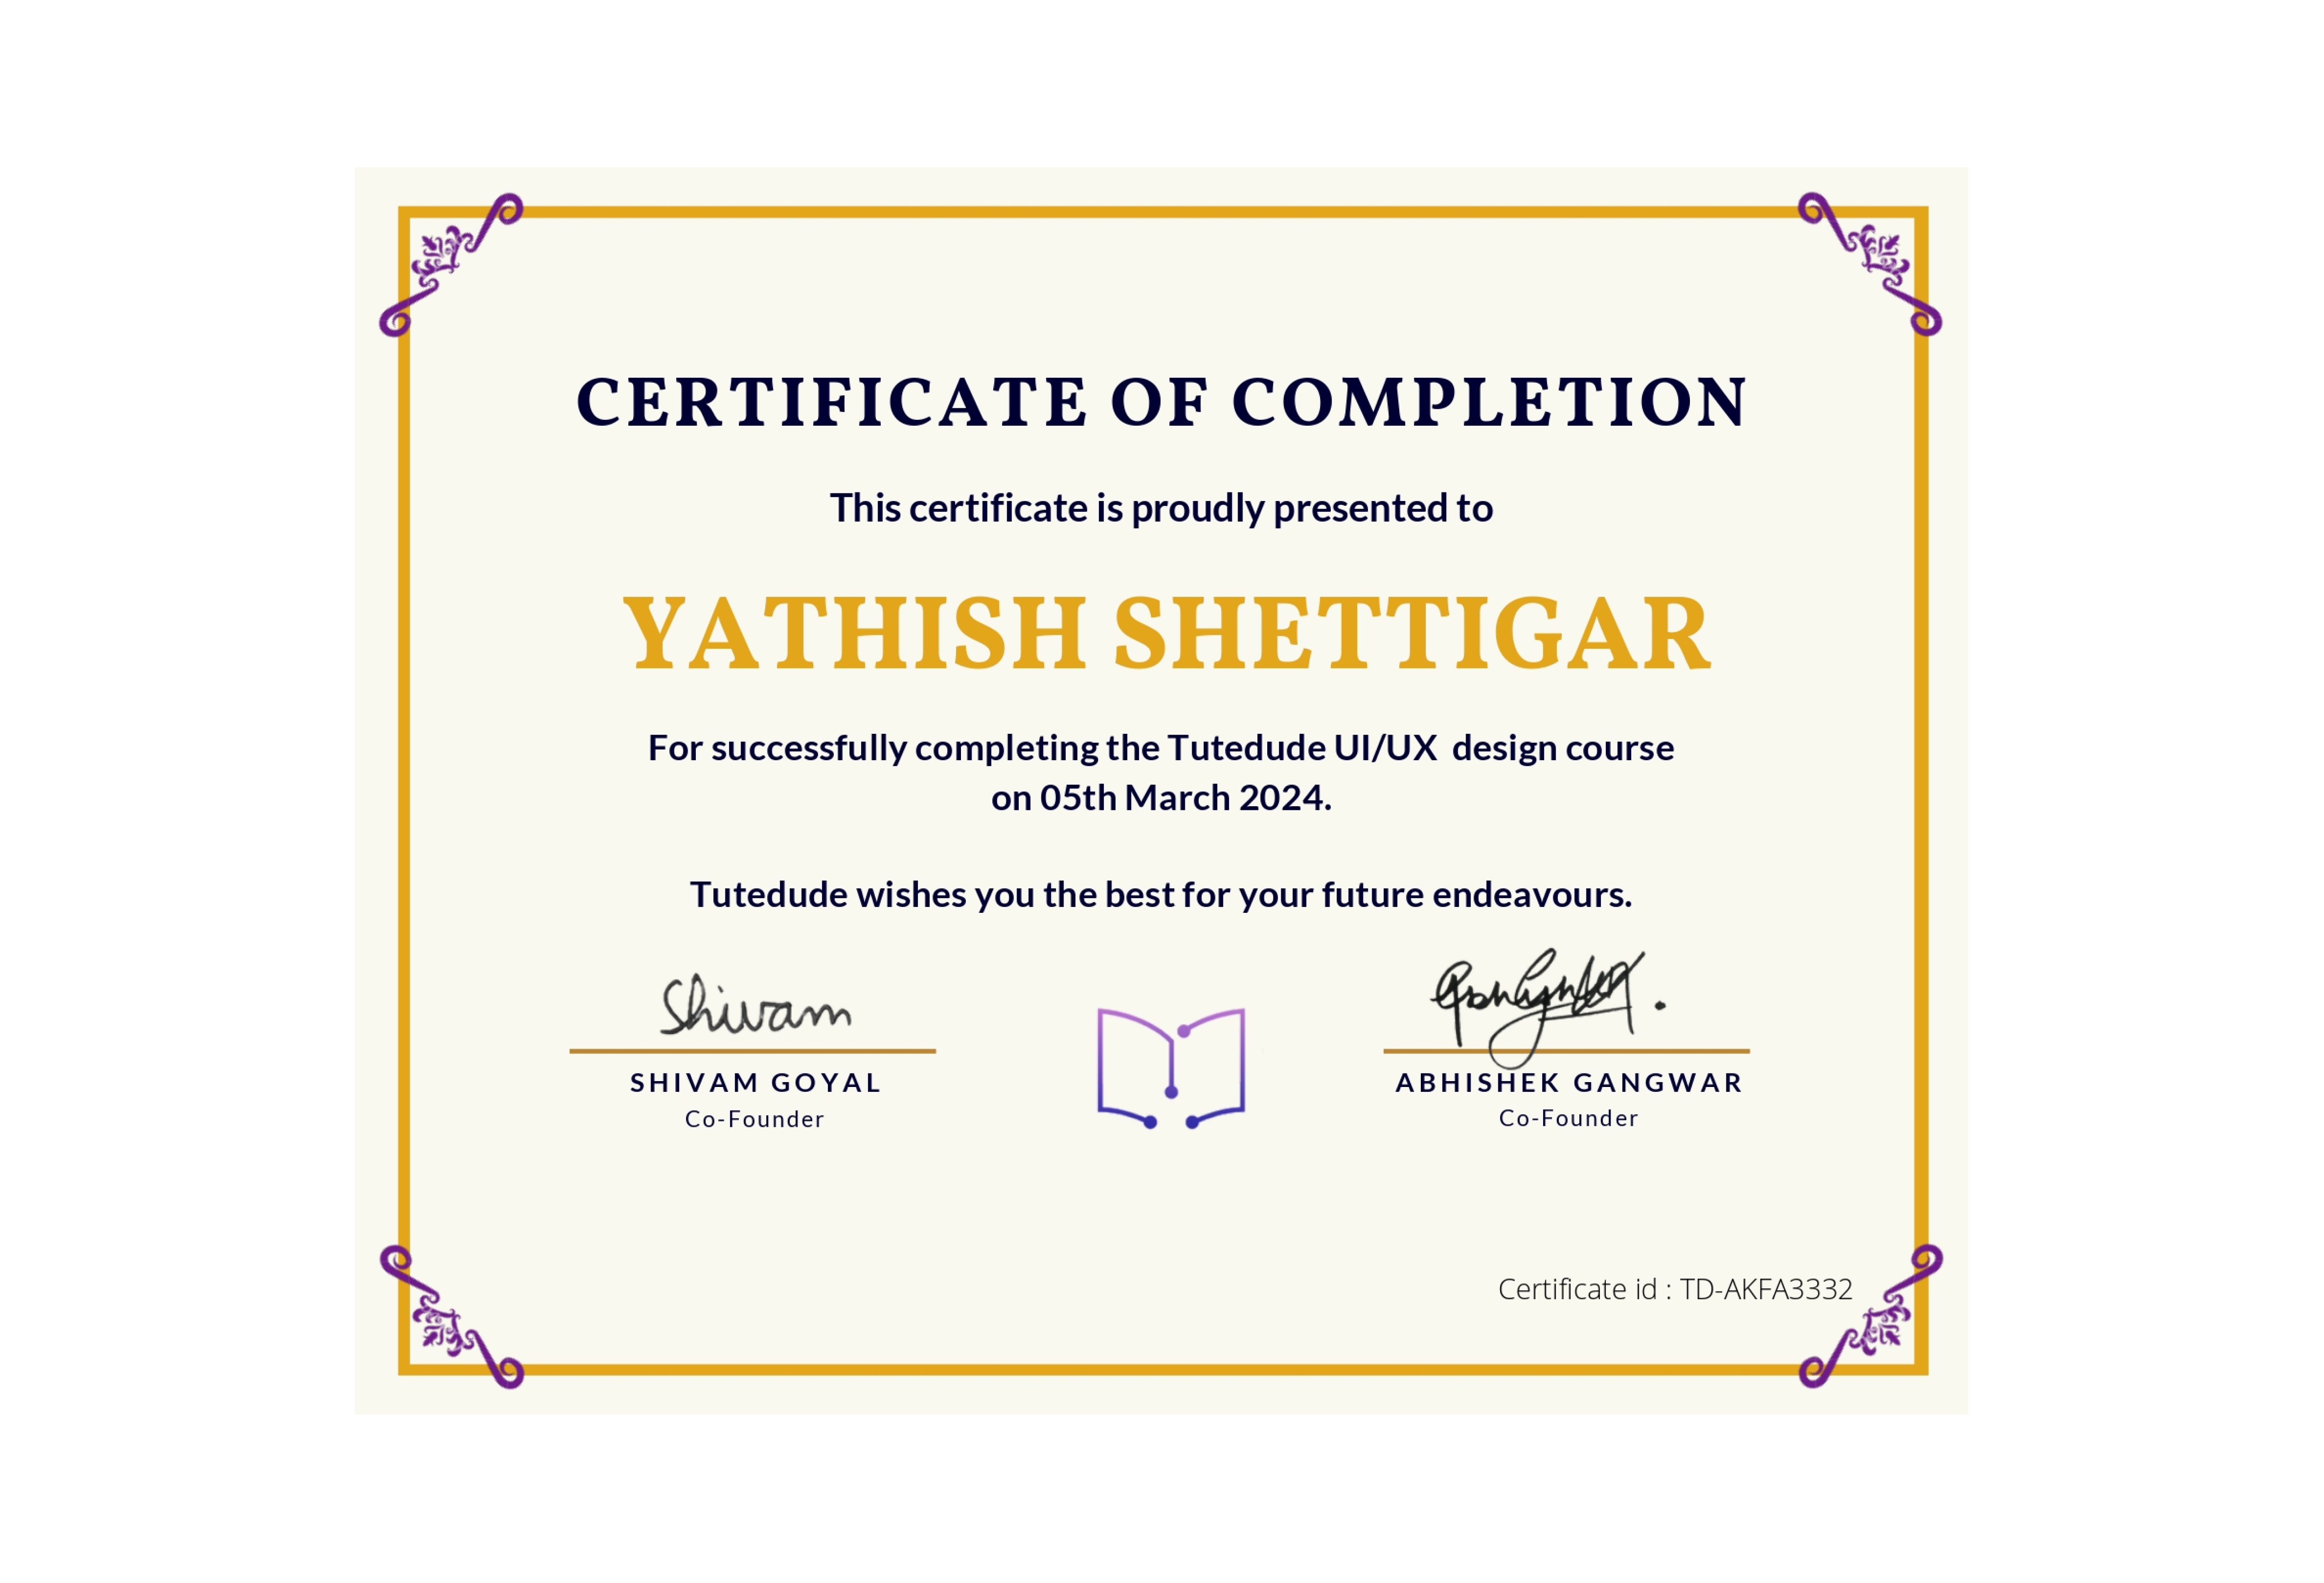 CERTIFICATE OF COMPLETION
This certificate is proudly presented to
YATHISH SHETTIGAR
For successfully completing the Tutedude UI/UX design course
on 05th March 2024.
Tutedude wishes you the best for your future endeavours.
Shivam
SHIVAM GOYAL
Co-Founder
ABHISHEK GANGWAR
Co-Founder
Certificate id : TD-AKFA3332